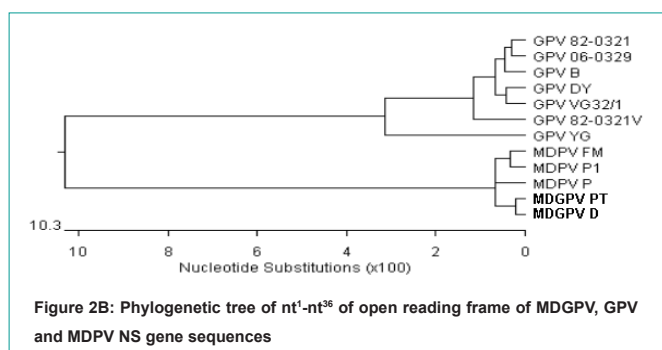 GPV 82-0321
GPV 06-0329
GPV B
GPV DY
GPV VG32/1
GPV 82-0321V
GPV YG
MDPV FM
MDPV P1
MDPV P
MDGPV PT
MDGPV D
10.3
10 8 6 4 2 0
Nucleotide Substitutions (x100)
Figure 2B: Phylogenetic tree of nt¹-nt³⁶ of open reading frame of MDGPV, GPV
and MDPV NS gene sequences